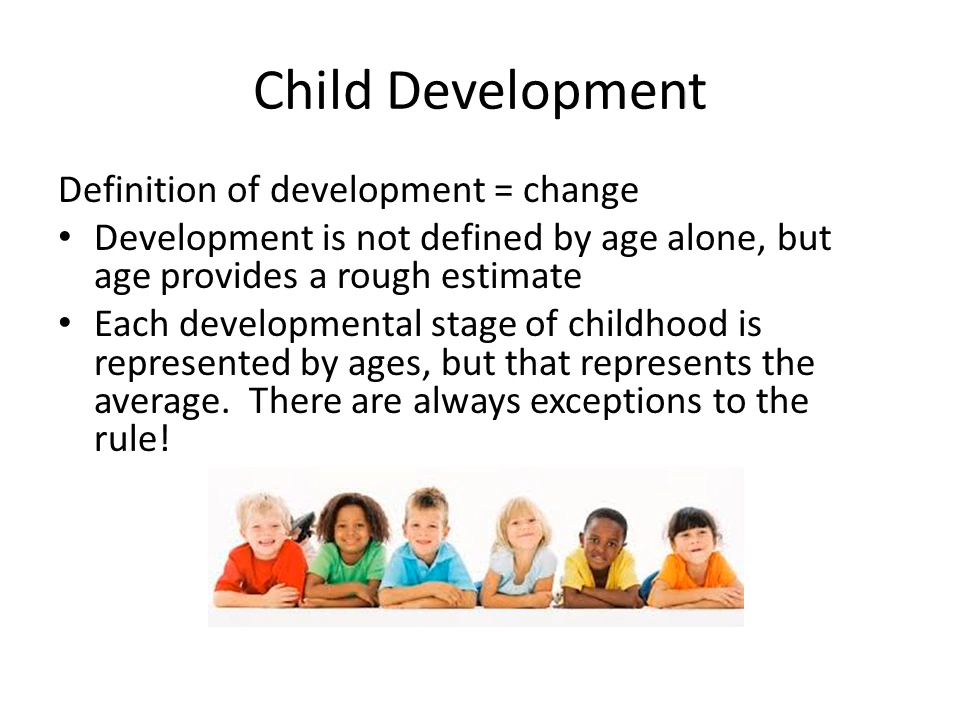 Child Development
Definition of development = change
• Development is not defined by age alone, but
age provides a rough estimate
• Each developmental stage of childhood is
represented by ages, but that represents the
average.  There are always exceptions to the
rule!